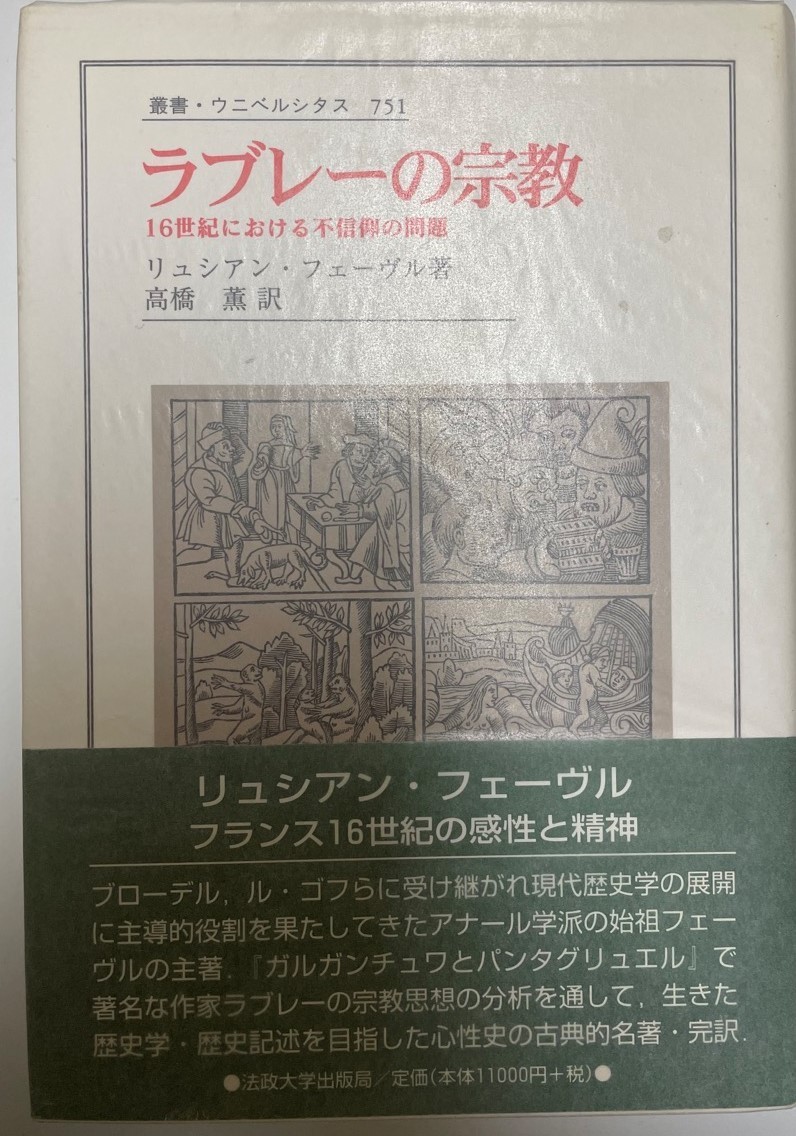 叢書・ウニベルシタス 751
ラブレーの宗教
16世紀における不信仰の問題
リュシアン・フェーヴル著
高橋 薫 訳
リュシアン・フェーヴル
フランス16世紀の感性と精神
ブローデル,ル・ゴフらに受け継がれ現代歴史学の展開
に主導的役割を果たしてきたアナール学派の始祖フェー
ヴルの主著.『ガルガンチュワとパンタグリュエル』で
著名な作家ラブレーの宗教思想の分析を通して,生きた
歴史学・歴史記述を目指した心性史の古典的名著・完訳.
●法政大学出版局/定価(本体11000円+税)●